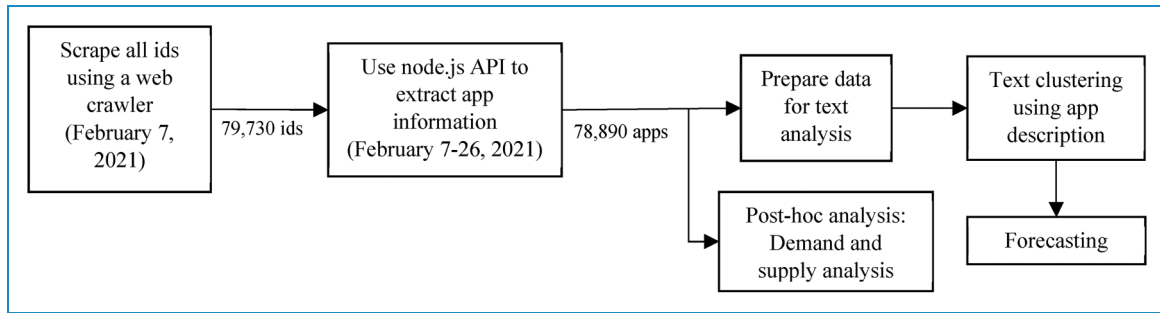 Scrape all ids
using a web
crawler
(February 7,
2021)
79,730 ids
Use node.js API to
extract app
information
(February 7-26, 2021)
78,890 apps
Prepare data
for text
analysis
Text clustering
using app
description
Post-hoc analysis:
Demand and
supply analysis
Forecasting